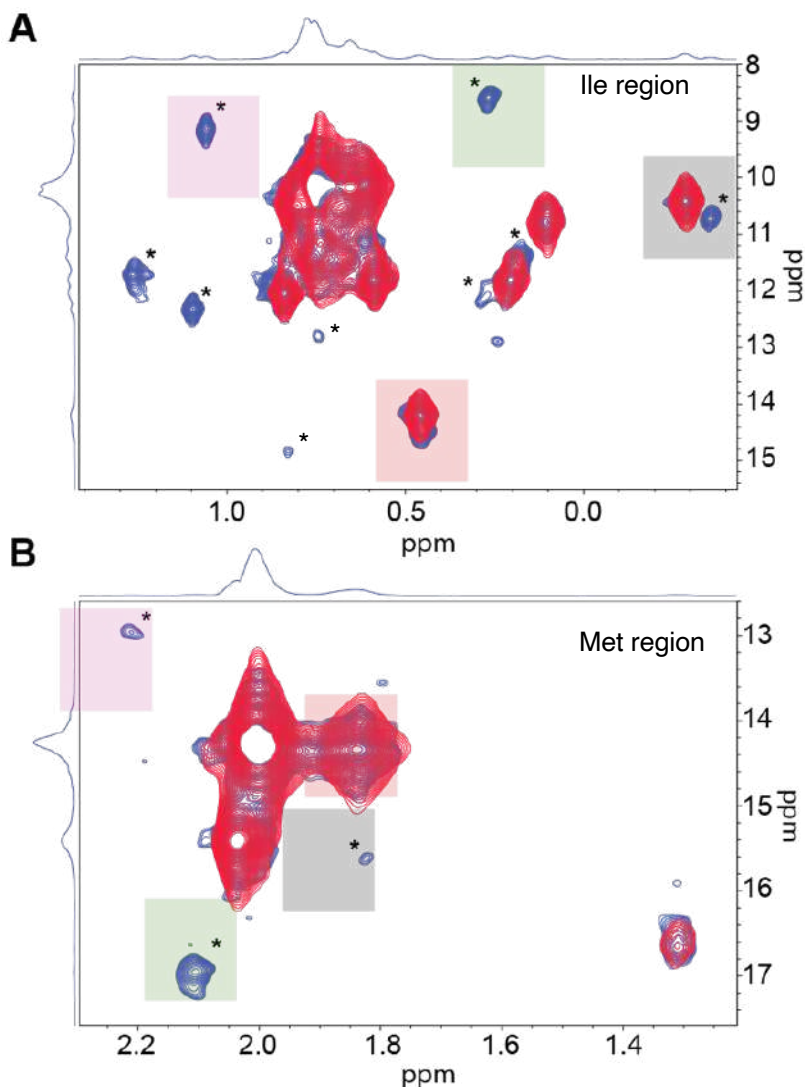 A
Ile region
8
9
10
11
12
13
14
15
ppm
1.0 0.5 0.0
ppm
* * * * * * * * *
B
Met region
13
14
15
16
17
ppm
2.2 2.0 1.8 1.6 1.4
ppm
* * *